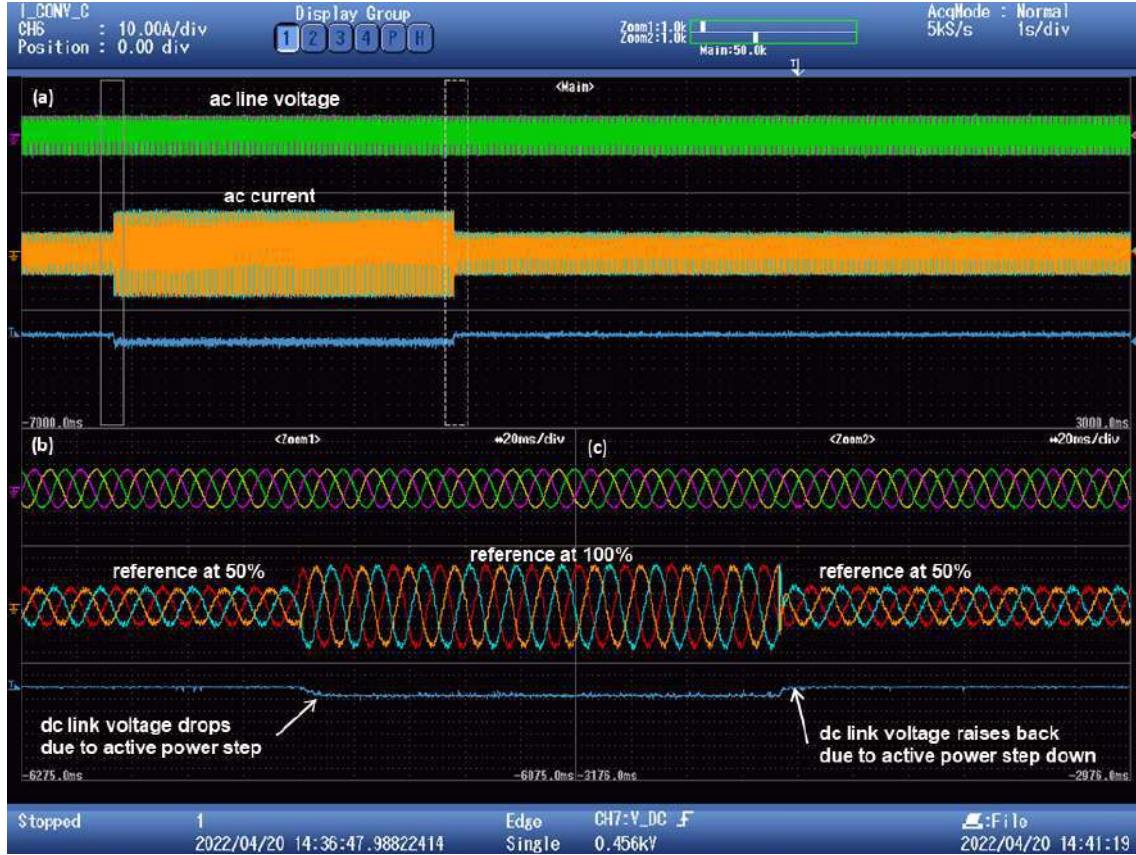 I_CONV_C
CH6 : 10.00A/div
Position : 0.00 div
Display Group
1 2 3 4 P H
Zoom1:1.0k
Zoom2:1.0k
Main:50.0k
AcqMode : Normal
5kS/s 1s/div
(a)
<Main>
ac line voltage
ac current
-7000.0ms 3000.0ms
(b) <Zoom1> 20ms/div (c) <Zoom2> 20ms/div
reference at 100%
reference at 50% reference at 50%
dc link voltage drops
due to active power step
dc link voltage raises back
due to active power step down
-6275.0ms -6075.0ms -3176.0ms -2976.0ms
Stopped 1 Edge CH7:V_DC :File
2022/04/20 14:36:47.98822414 Single 0.456kV 2022/04/20 14:41:19